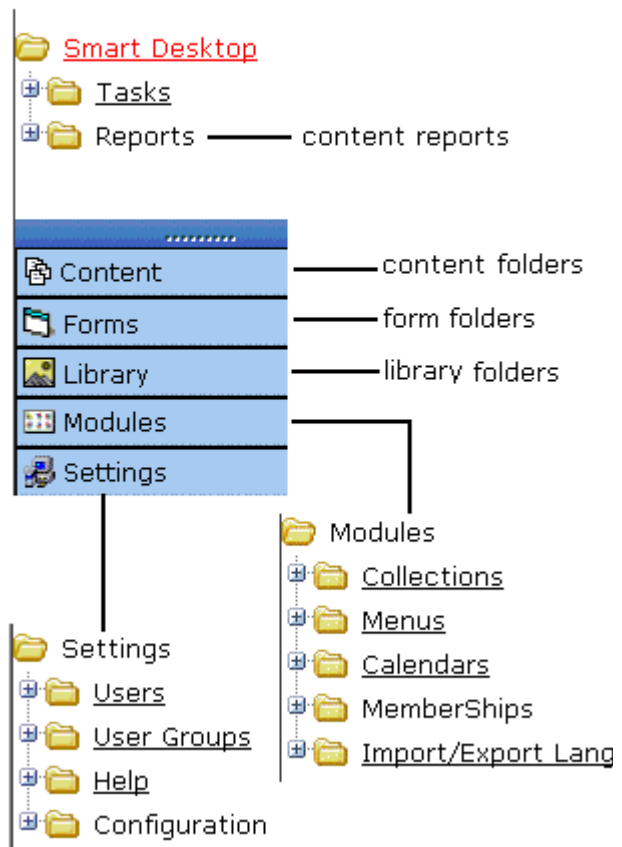 Smart Desktop
Tasks
Reports content reports
Content content folders
Forms form folders
Library library folders
Modules
Settings
Modules
Collections
Menus
Calendars
MemberShips
Import/Export Lang
Settings
Users
User Groups
Help
Configuration